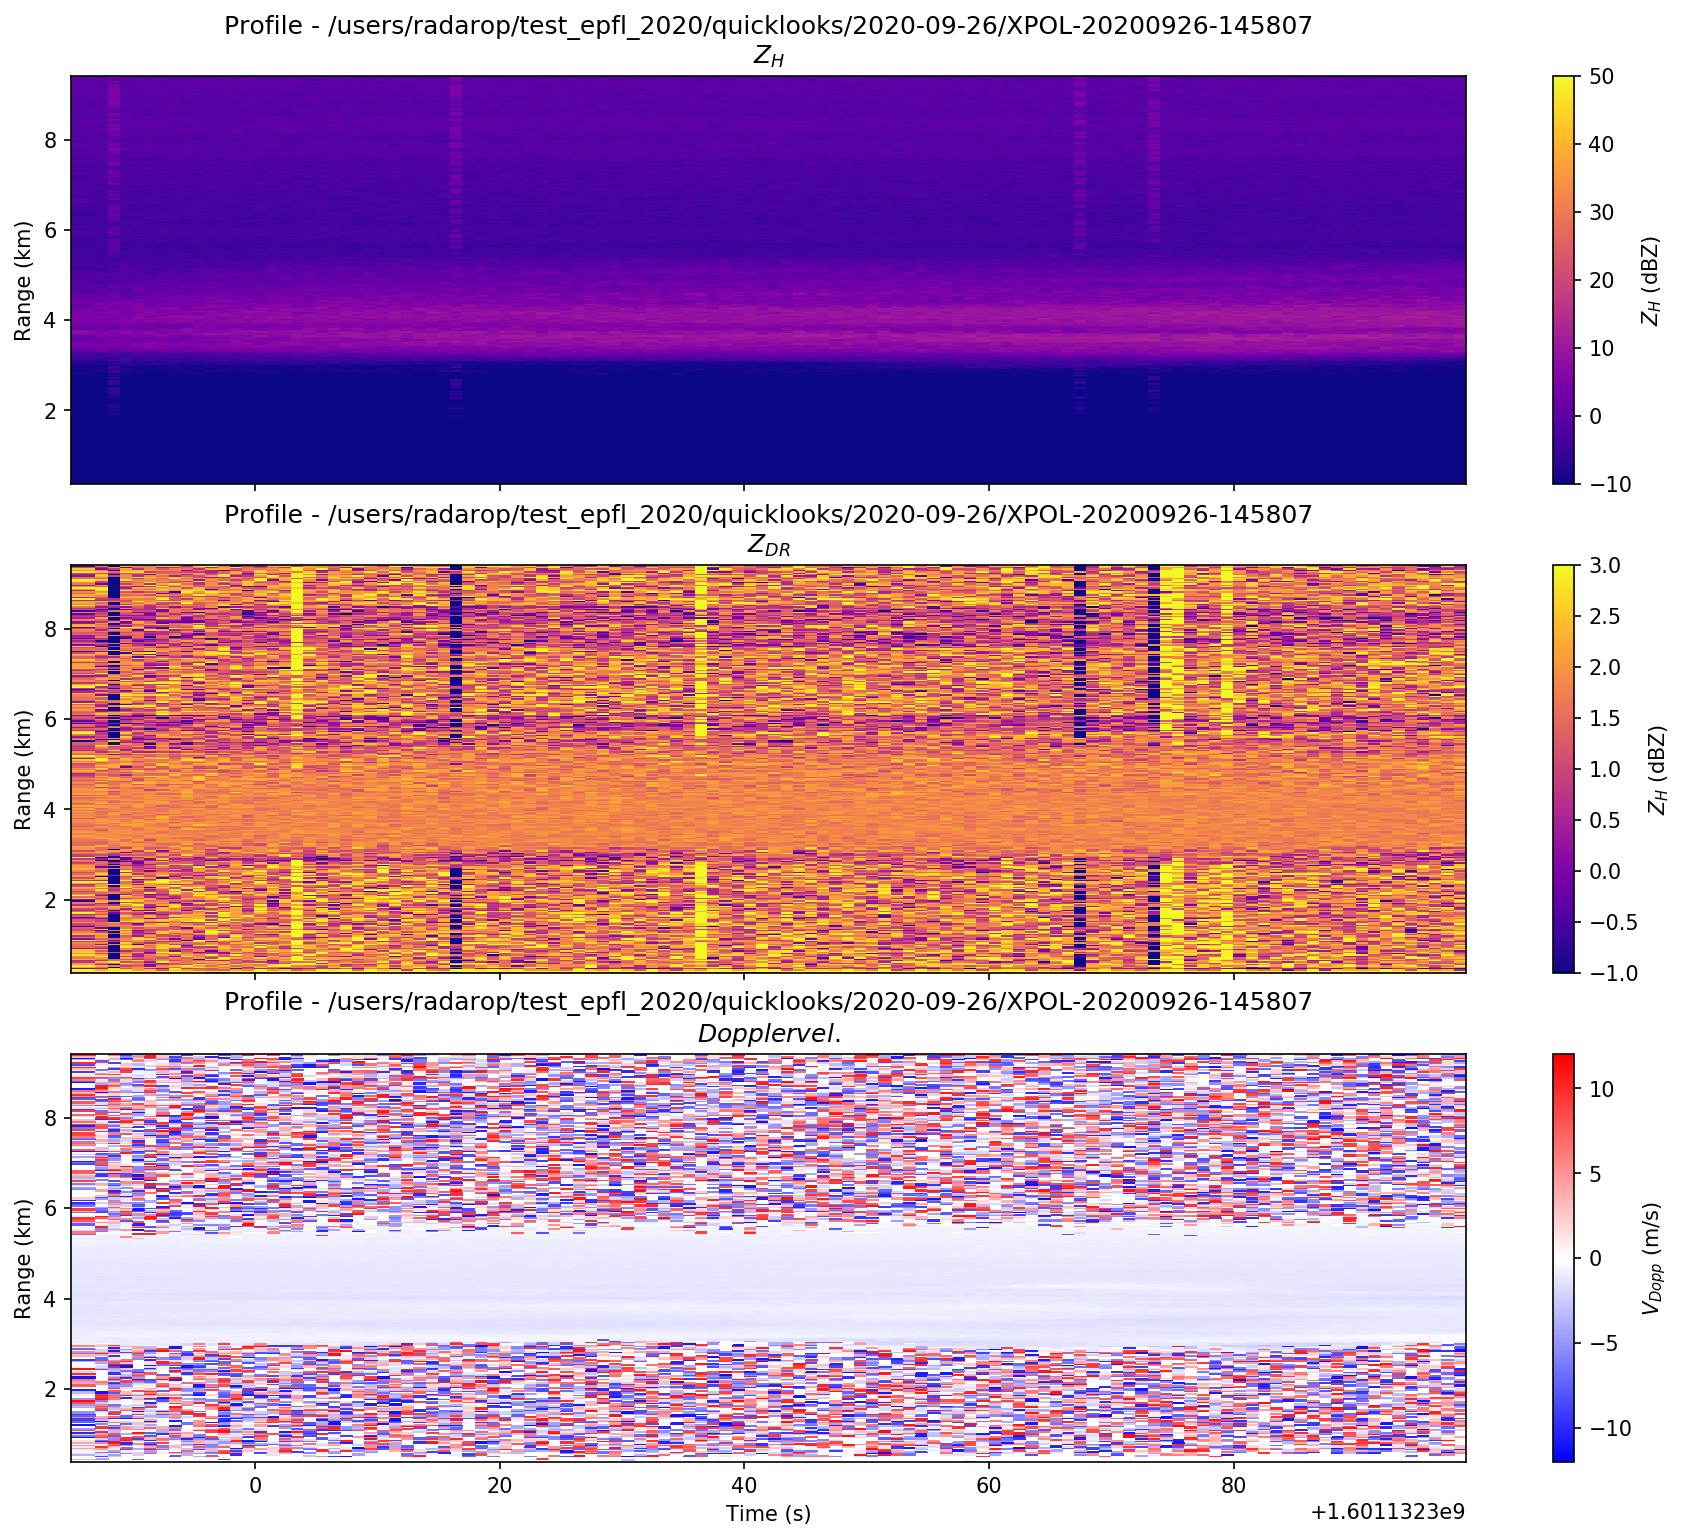 Profile - /users/radarop/test_epfl_2020/quicklooks/2020-09-26/XPOL-20200926-145807
Z_H
8
6
4
2
Range (km)
50
40
30
20
10
0
−10
Z_H (dBZ)
Profile - /users/radarop/test_epfl_2020/quicklooks/2020-09-26/XPOL-20200926-145807
Z_DR
8
6
4
2
Range (km)
3.0
2.5
2.0
1.5
1.0
0.5
0.0
−0.5
−1.0
Z_H (dBZ)
Profile - /users/radarop/test_epfl_2020/quicklooks/2020-09-26/XPOL-20200926-145807
Dopplervel.
8
6
4
2
Range (km)
10
5
0
−5
−10
V_Dopp (m/s)
0 20 40 60 80
Time (s)
+1.6011323e9